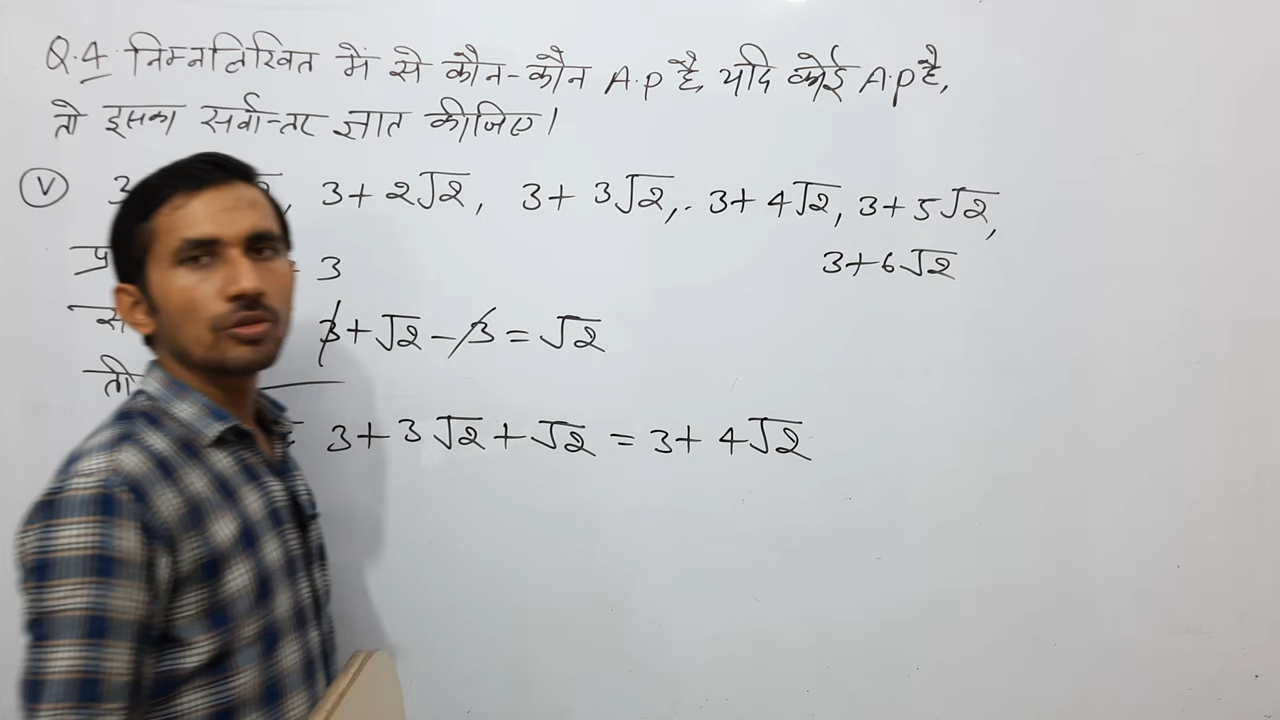 Q.4 निम्नलिखित में से कौन-कौन A.P है, यदि कोई A.P है,
तो इसका सर्वान्तर ज्ञात कीजिए।
(v) 3 , 3+2√2, 3+3√2, 3+4√2, 3+5√2,
3+6√2
प्र 3
स 3+√2-3=√2
ती
3+3√2+√2=3+4√2